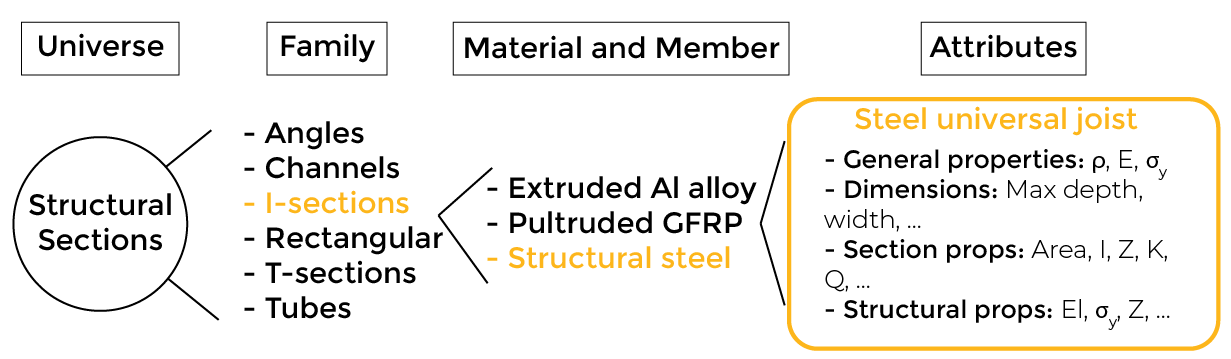 Universe
Family
Material and Member
Attributes
Structural
Sections
- Angles
- Channels
- I-sections
- Rectangular
- T-sections
- Tubes
- Extruded Al alloy
- Pultruded GFRP
- Structural steel
Steel universal joist
- General properties: ρ, E, σy
- Dimensions: Max depth,
width, ...
- Section props: Area, I, Z, K,
Q, ...
- Structural props: EI, σy, Z, ...